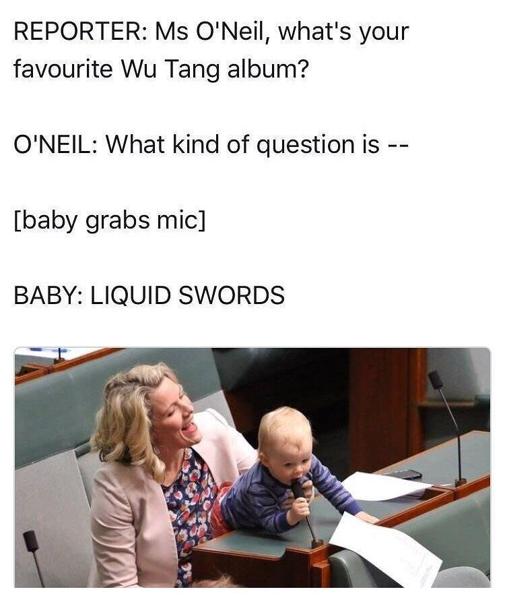 REPORTER: Ms O'Neil, what's your
favourite Wu Tang album?
O'NEIL: What kind of question is --
[baby grabs mic]
BABY: LIQUID SWORDS